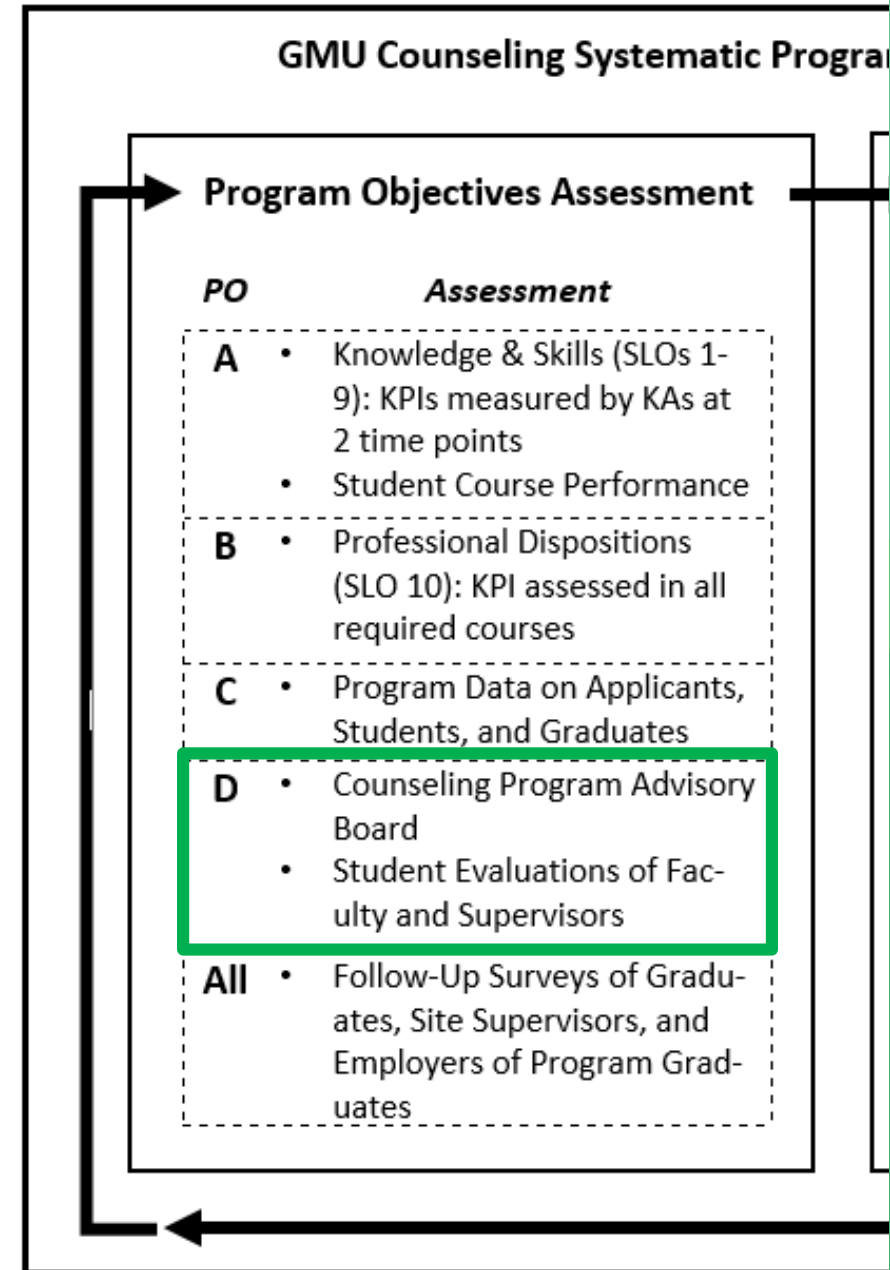 GMU Counseling Systematic
Program Objectives Assessment
PO Assessment
A • Knowledge & Skills (SLOs 1-
9): KPIs measured by KAs at
2 time points
• Student Course Performance
B • Professional Dispositions
(SLO 10): KPI assessed in all
required courses
C • Program Data on Applicants,
Students, and Graduates
D • Counseling Program Advisory
Board
• Student Evaluations of Fac-
ulty and Supervisors
All • Follow-Up Surveys of Gradu-
ates, Site Supervisors, and
Employers of Program Grad-
uates